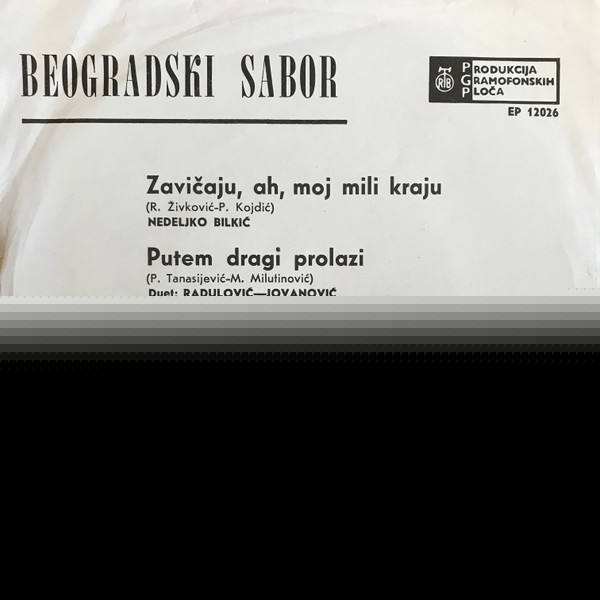 BEOGRADSKI SABOR
RTB
PRODUKCIJA
GRAMOFONSKIH
PLOČA
EP 12026
Zavičaju, ah, moj mili kraju
(R. Živković-P. Kojdić)
NEDELJKO BILKIĆ
Putem dragi prolazi
(P. Tanasijević-M. Milutinović)
Duet: RADULOVIĆ—JOVANOVIĆ